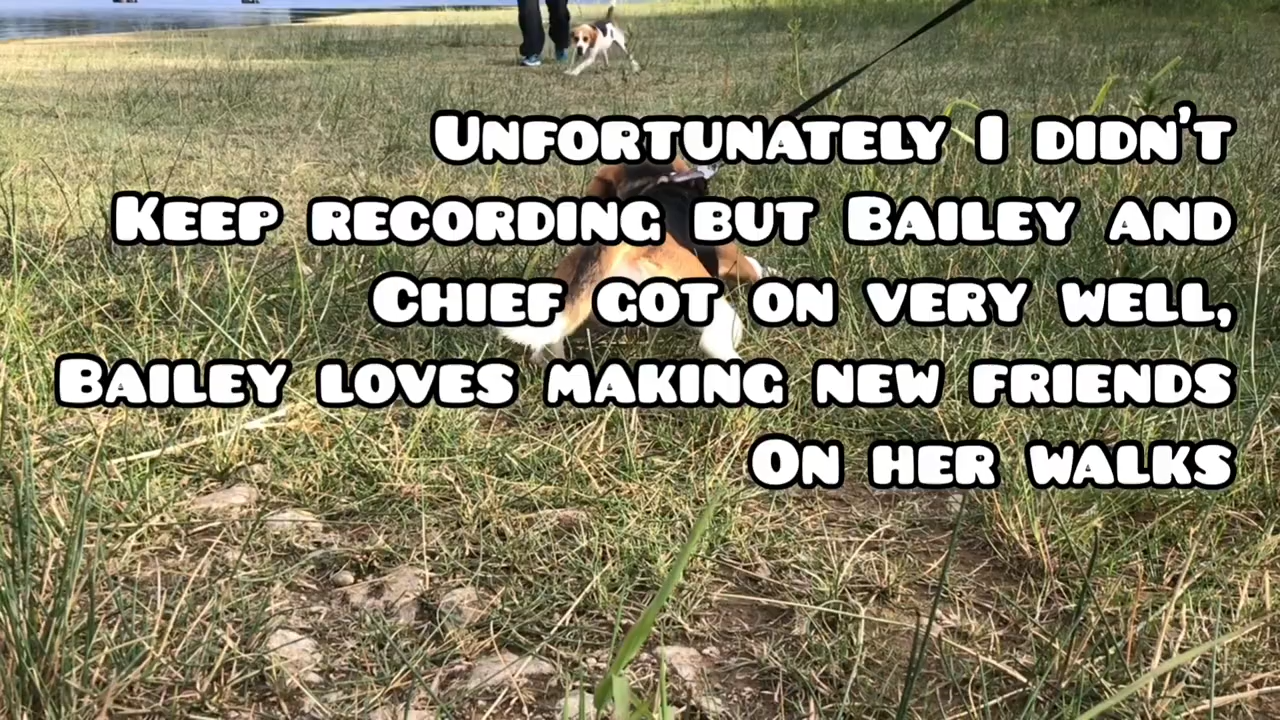 Unfortunately I didn't
Keep recording but Bailey and
Chief got on very well,
Bailey loves making new friends
On her walks